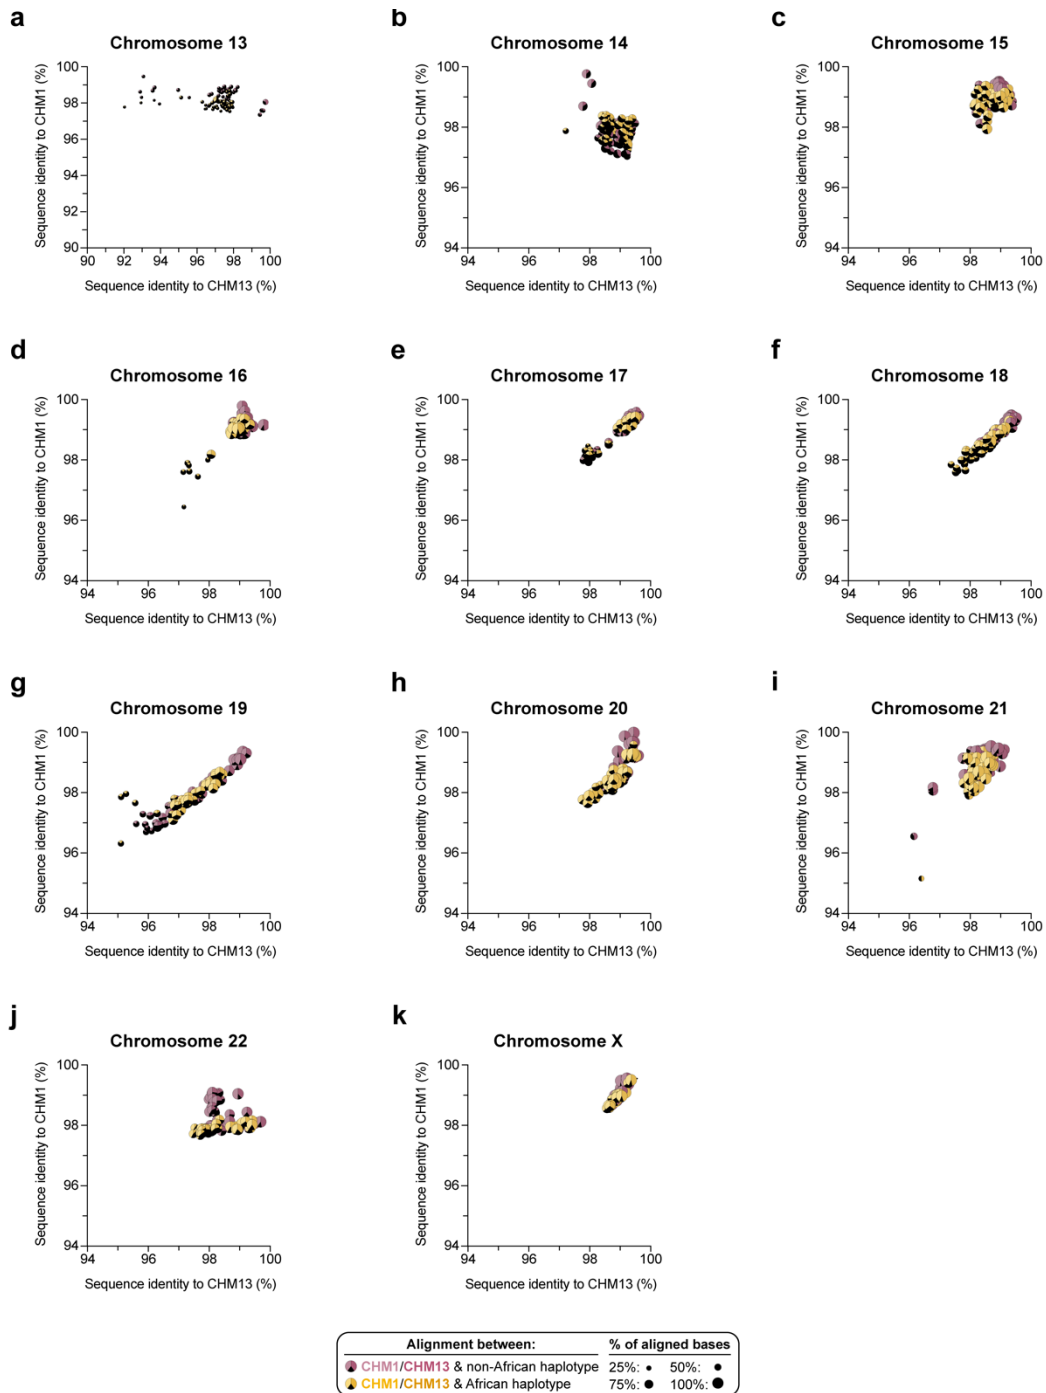 a
Chromosome 13
Sequence identity to CHM1 (%)
100
98
96
94
92
90
90 92 94 96 98 100
Sequence identity to CHM13 (%)
b
Chromosome 14
Sequence identity to CHM1 (%)
100
98
96
94
94 96 98 100
Sequence identity to CHM13 (%)
c
Chromosome 15
Sequence identity to CHM1 (%)
100
98
96
94
94 96 98 100
Sequence identity to CHM13 (%)
d
Chromosome 16
Sequence identity to CHM1 (%)
100
98
96
94
94 96 98 100
Sequence identity to CHM13 (%)
e
Chromosome 17
Sequence identity to CHM1 (%)
100
98
96
94
94 96 98 100
Sequence identity to CHM13 (%)
f
Chromosome 18
Sequence identity to CHM1 (%)
100
98
96
94
94 96 98 100
Sequence identity to CHM13 (%)
g
Chromosome 19
Sequence identity to CHM1 (%)
100
98
96
94
94 96 98 100
Sequence identity to CHM13 (%)
h
Chromosome 20
Sequence identity to CHM1 (%)
100
98
96
94
94 96 98 100
Sequence identity to CHM13 (%)
i
Chromosome 21
Sequence identity to CHM1 (%)
100
98
96
94
94 96 98 100
Sequence identity to CHM13 (%)
j
Chromosome 22
Sequence identity to CHM1 (%)
100
98
96
94
94 96 98 100
Sequence identity to CHM13 (%)
k
Chromosome X
Sequence identity to CHM1 (%)
100
98
96
94
94 96 98 100
Sequence identity to CHM13 (%)
Alignment between: % of aligned bases
CHM1/CHM13 & non-African haplotype 25%: 50%:
CHM1/CHM13 & African haplotype 75%: 100%: